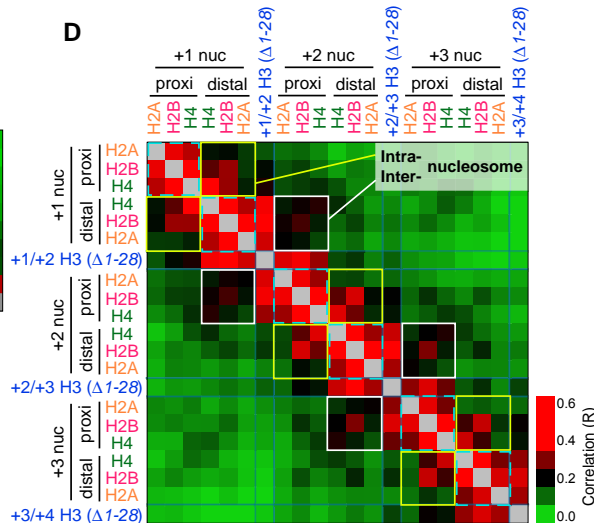 D
+1 nuc
+2 nuc
+3 nuc
proxi
distal
proxi
distal
proxi
distal
H2A
H2B
H4
H4
H2B
H2A
+1/+2 H3 (Δ1-28)
H2A
H2B
H4
H4
H2B
H2A
+2/+3 H3 (Δ1-28)
H2A
H2B
H4
H4
H2B
H2A
+3/+4 H3 (Δ1-28)
Intra-
Inter-
nucleosome
+1 nuc
proxi
H2A
H2B
H4
distal
H4
H2B
H2A
+1/+2 H3 (Δ1-28)
+2 nuc
proxi
H2A
H2B
H4
distal
H4
H2B
H2A
+2/+3 H3 (Δ1-28)
+3 nuc
proxi
H2A
H2B
H4
distal
H4
H2B
H2A
+3/+4 H3 (Δ1-28)
0.6
0.4
0.2
0.0
Correlation (R)